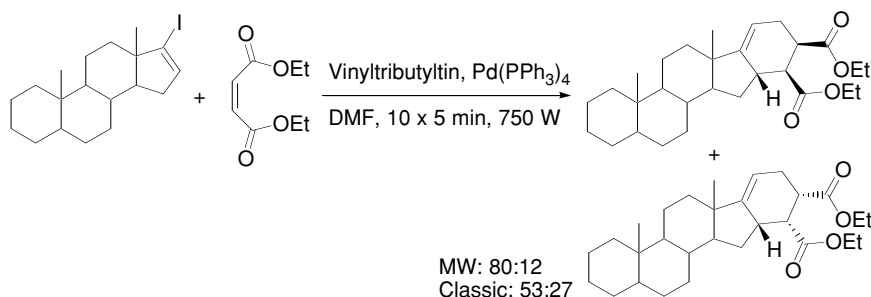 I
O
OEt
OEt
O
+
Vinyltributyltin, Pd(PPh3)4
DMF, 10 x 5 min, 750 W
O
OEt
OEt
O
H
+
O
OEt
OEt
O
H
MW: 80:12
Classic: 53:27